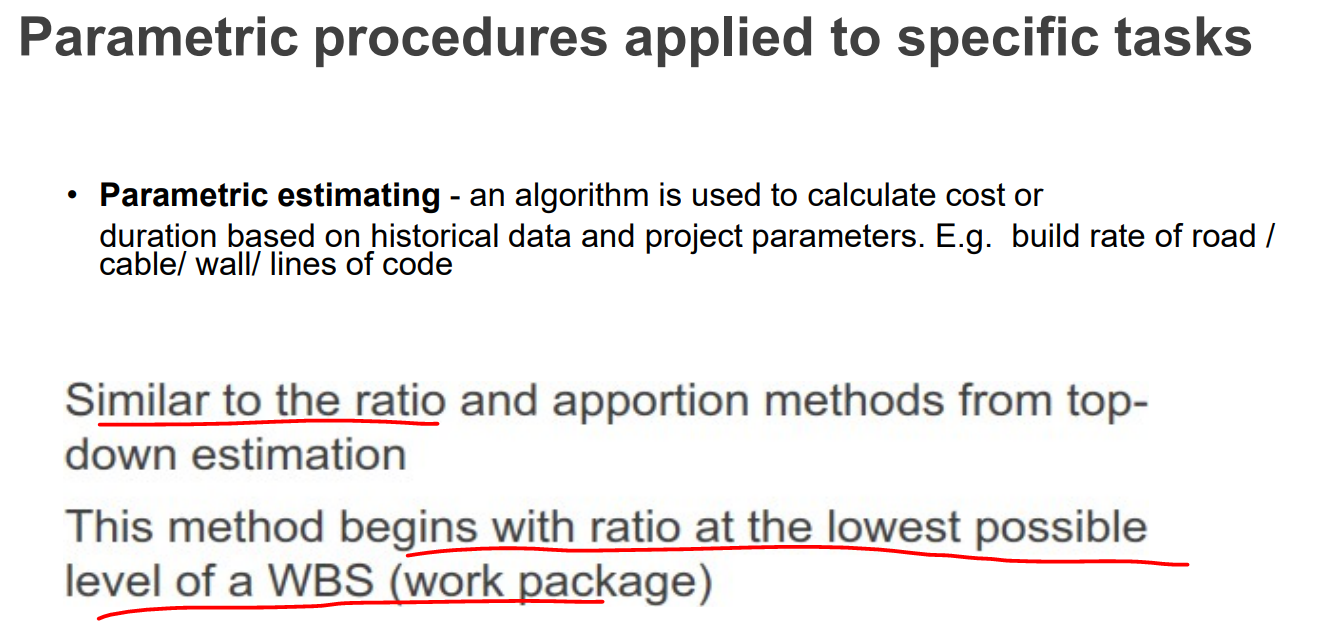 Parametric procedures applied to specific tasks
• Parametric estimating - an algorithm is used to calculate cost or
duration based on historical data and project parameters. E.g. build rate of road /
cable/ wall/ lines of code
Similar to the ratio and apportion methods from top-
down estimation
This method begins with ratio at the lowest possible
level of a WBS (work package)